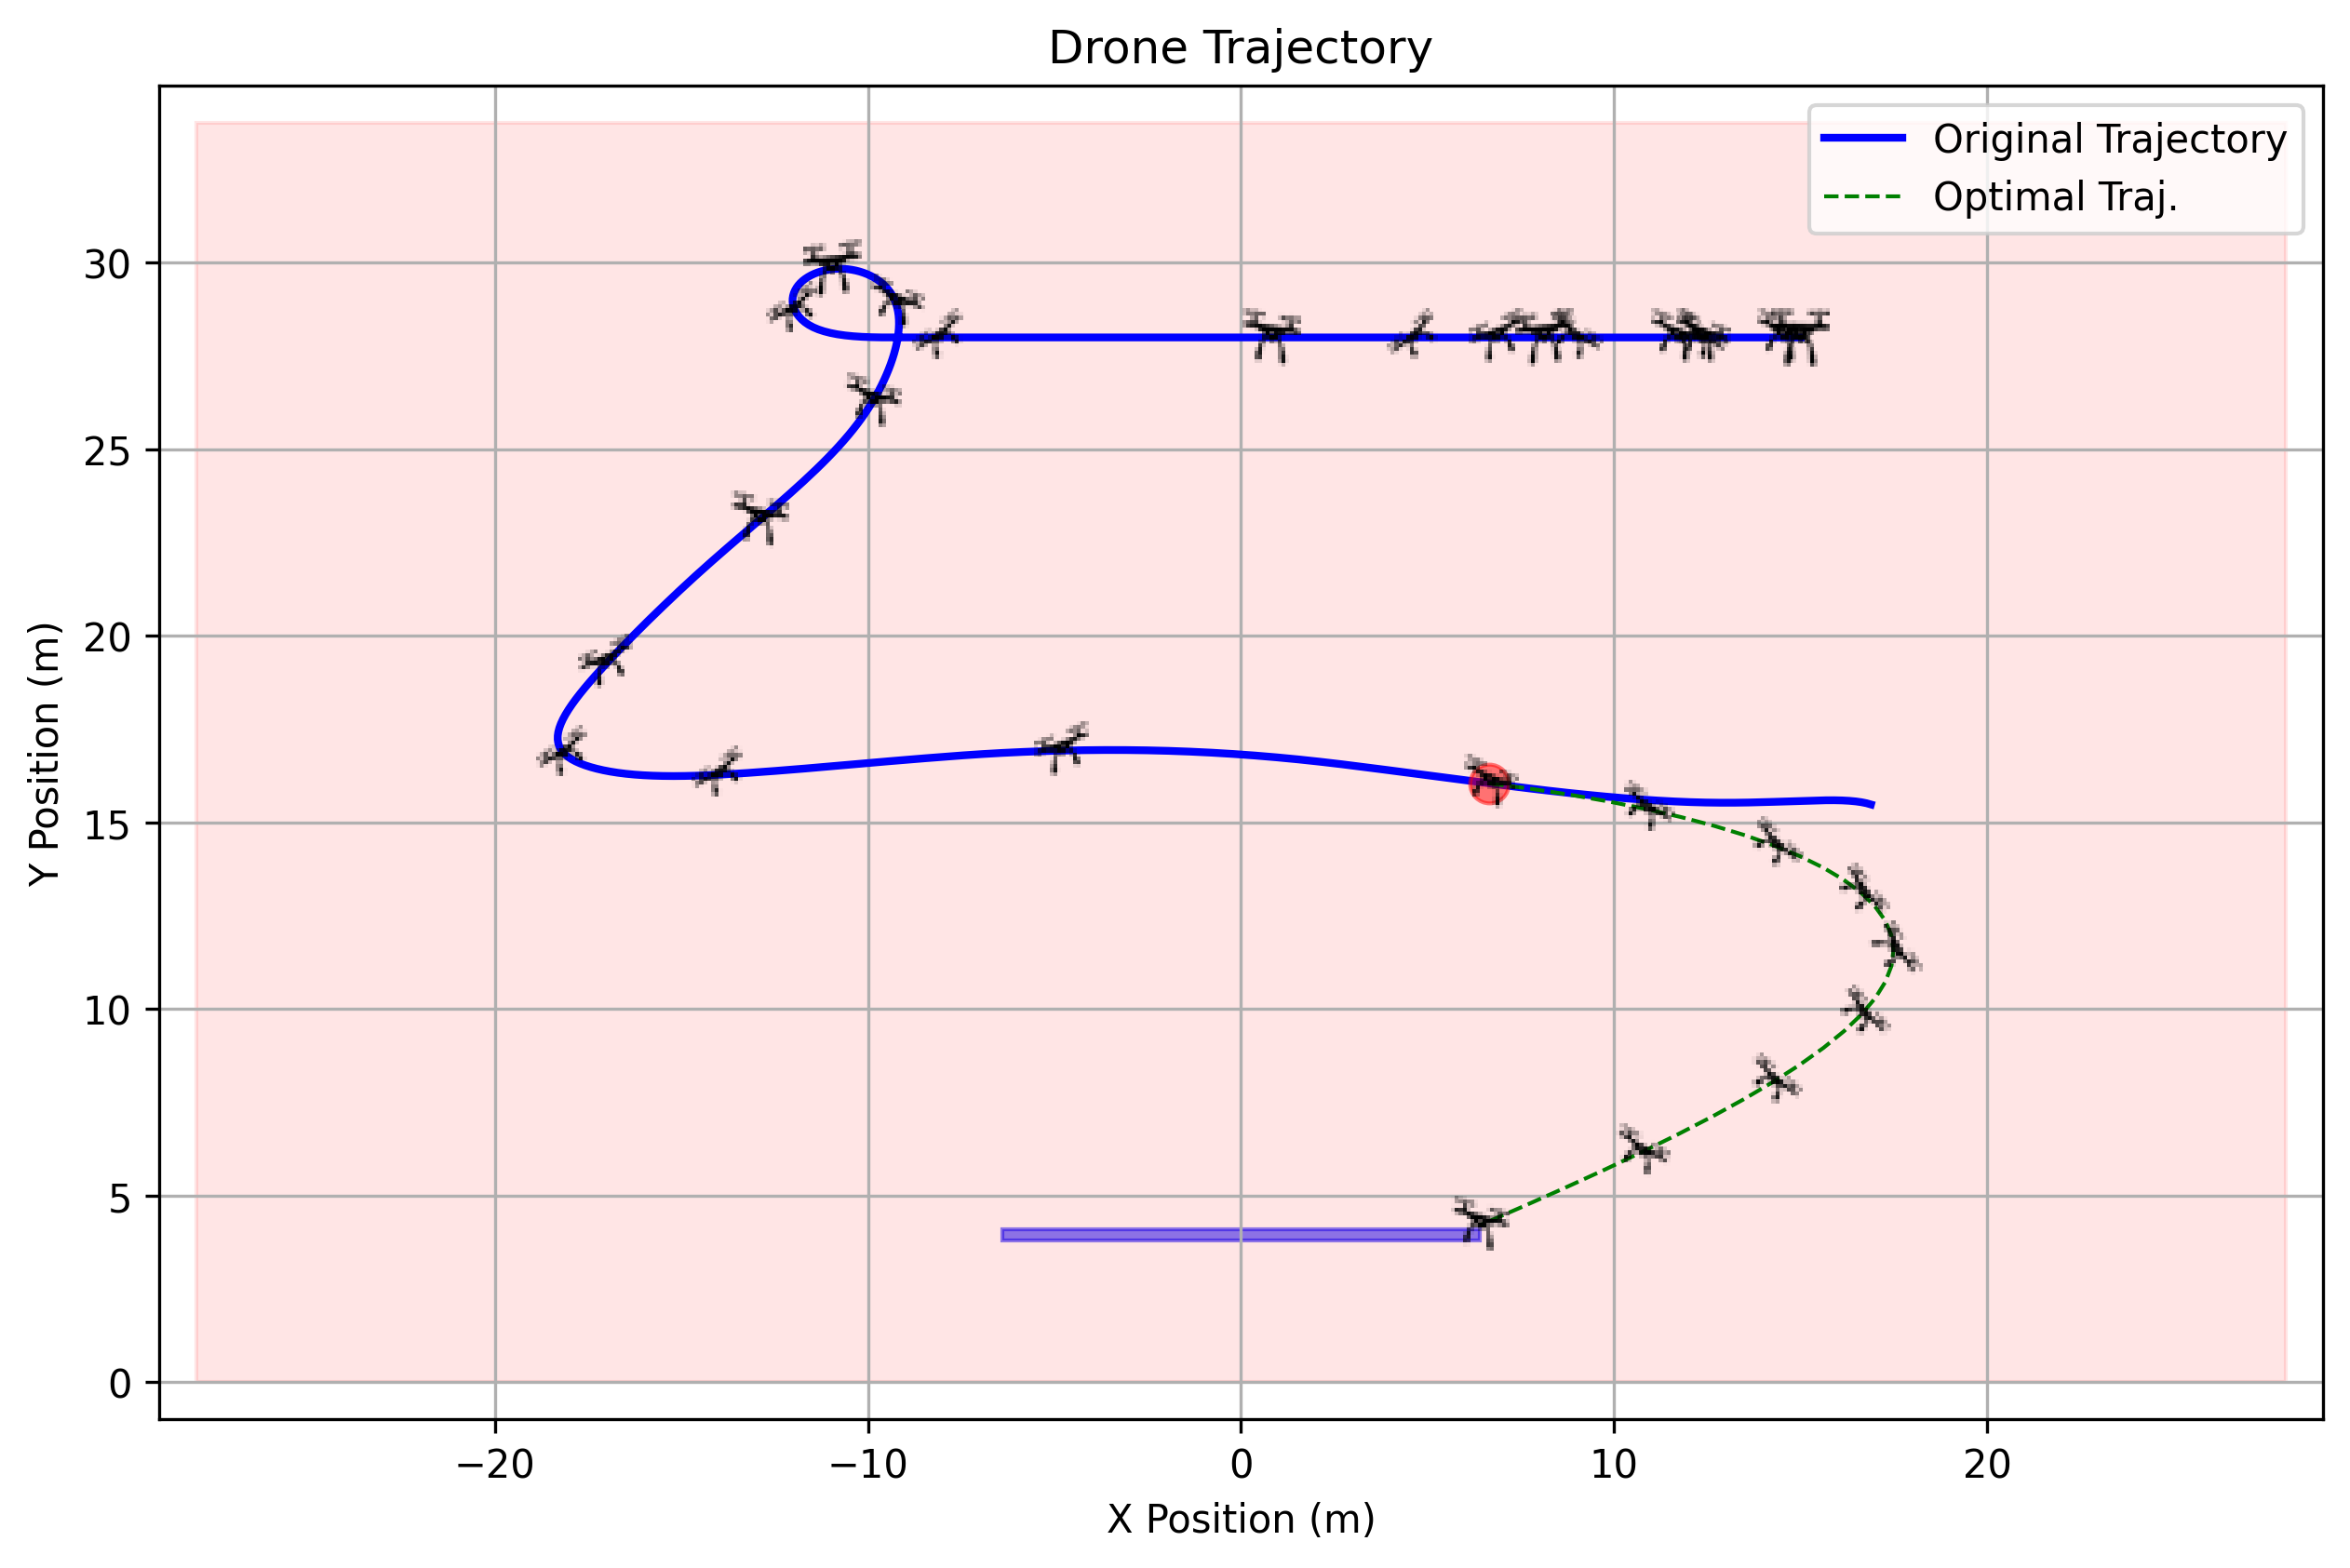 Drone Trajectory
Original Trajectory
Optimal Traj.
30
25
20
15
10
5
0
Y Position (m)
−20
−10
0
10
20
X Position (m)